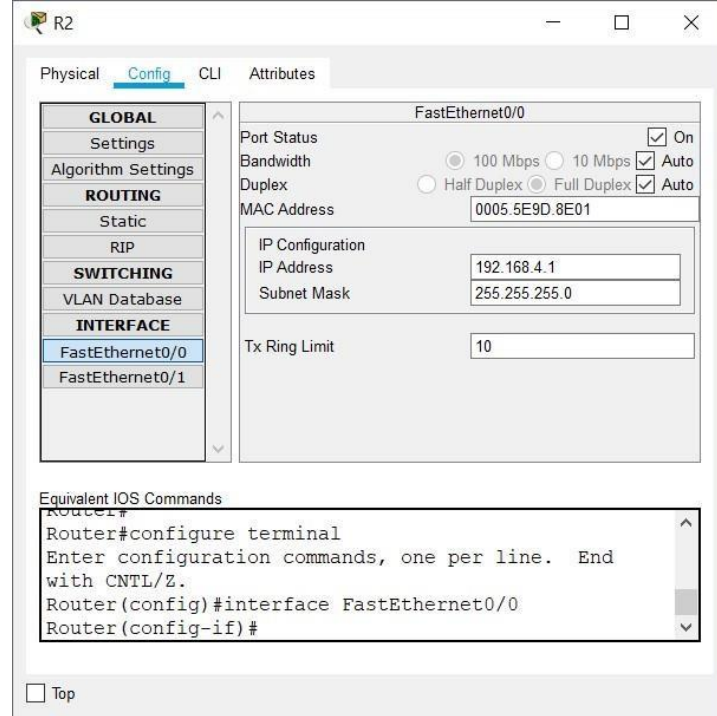 R2
Physical Config CLI Attributes
GLOBAL
Settings
Algorithm Settings
ROUTING
Static
RIP
SWITCHING
VLAN Database
INTERFACE
FastEthernet0/0
FastEthernet0/1
FastEthernet0/0
Port Status On
Bandwidth 100 Mbps 10 Mbps Auto
Duplex Half Duplex Full Duplex Auto
MAC Address 0005.5E9D.8E01
IP Configuration
IP Address 192.168.4.1
Subnet Mask 255.255.255.0
Tx Ring Limit 10
Equivalent IOS Commands
Router#
Router#configure terminal
Enter configuration commands, one per line. End
with CNTL/Z.
Router(config)#interface FastEthernet0/0
Router(config-if)#
Top